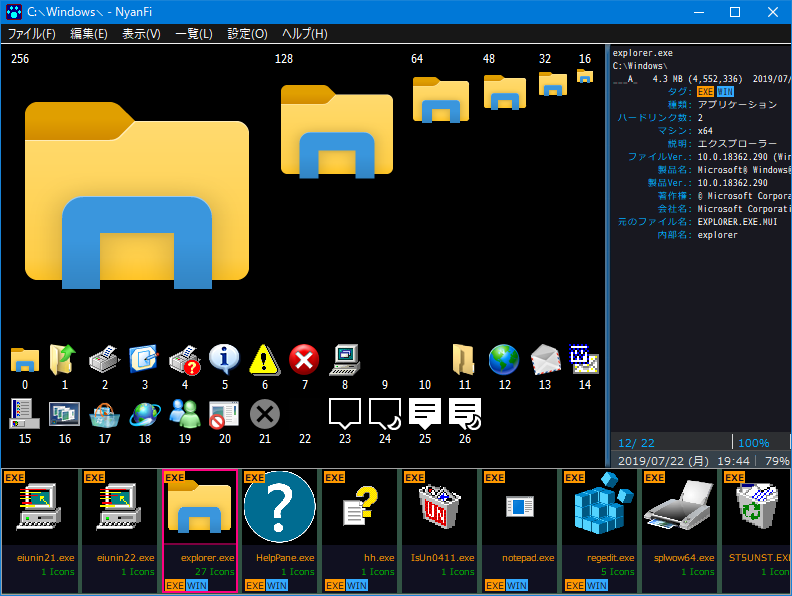 C:\Windows\ - NyanFi
ファイル(F) 編集(E) 表示(V) 一覧(L) 設定(O) ヘルプ(H)
256 128 64 48 32 16
explorer.exe
C:\Windows\
___A_ 4.3 MB (4,552,336) 2019/07/
タグ: EXE WIN
種類: アプリケーション
ハードリンク数: 2
マシン: x64
説明: エクスプローラー
ファイルVer.: 10.0.18362.290 (Win
製品名: Microsoft® Windows®
製品Ver.: 10.0.18362.290
著作権: © Microsoft Corpora
会社名: Microsoft Corporati
元のファイル名: EXPLORER.EXE.MUI
内部名: explorer
0 1 2 3 4 5 6 7 8 9 10 11 12 13 14
15 16 17 18 19 20 21 22 23 24 25 26
12/ 22 100%
2019/07/22 (月) 19:44 79%
EXE EXE EXE EXE EXE EXE EXE EXE EXE EXE
eiunin21.exe eiunin22.exe explorer.exe HelpPane.exe hh.exe IsUn0411.exe notepad.exe regedit.exe splwow64.exe ST5UNST.EX
1 Icons 1 Icons 27 Icons 1 Icons 1 Icons 1 Icons 1 Icons 5 Icons 1 Icons 1 Icon
EXE WIN EXE WIN EXE WIN EXE WIN EXE WIN